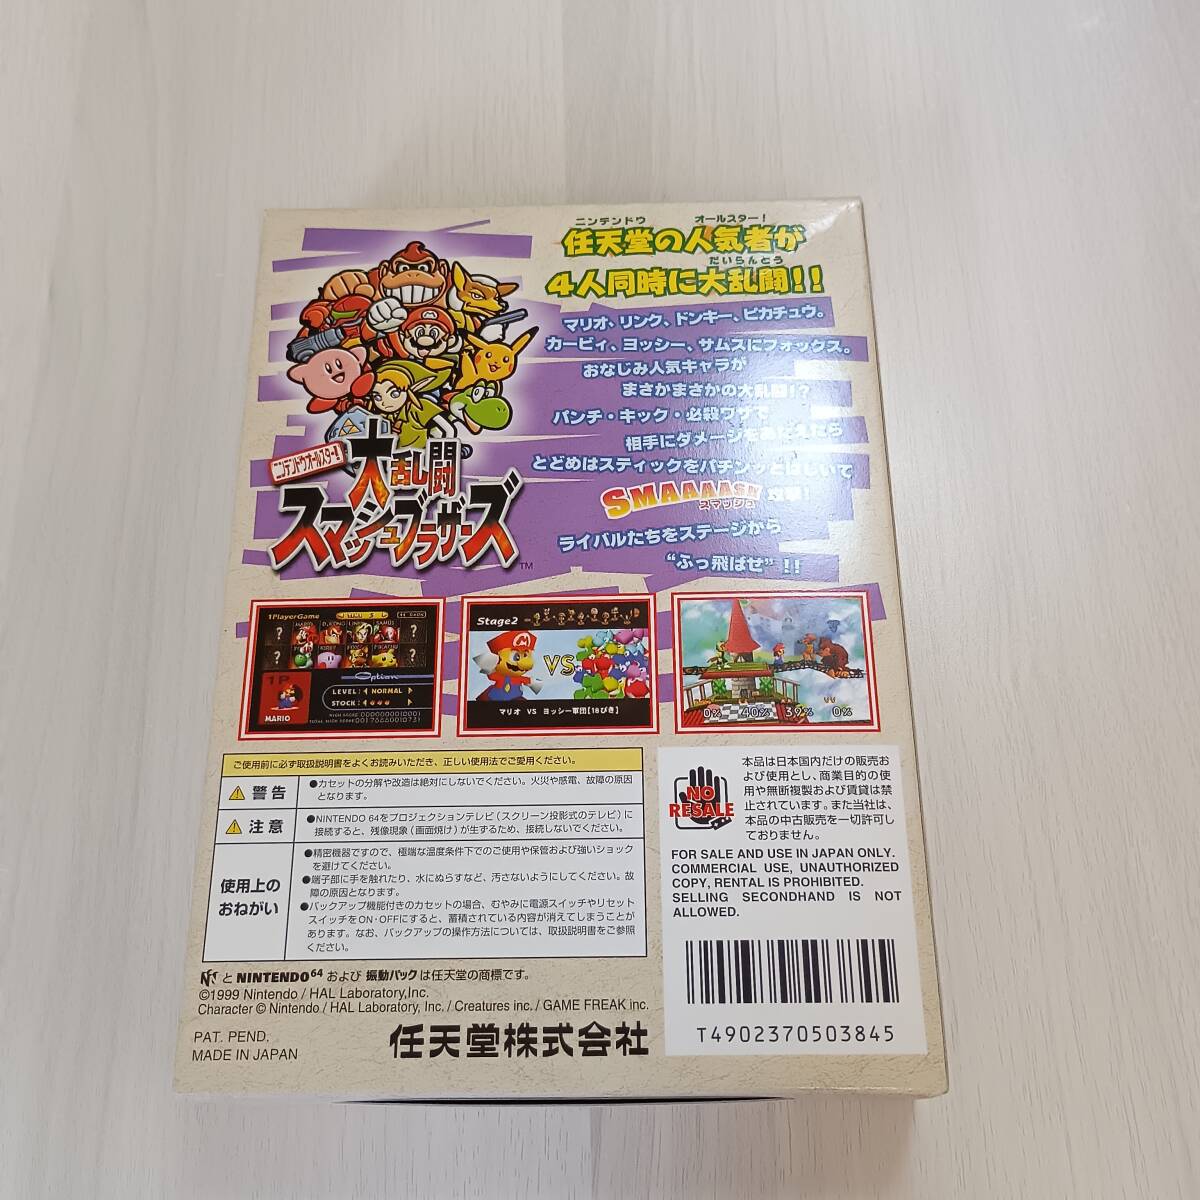 ニンテンドウ オールスター!
任天堂の人気者が
だいらんとう
4人同時に大乱闘!!
マリオ、リンク、ドンキー、ピカチュウ。
カービィ、ヨッシー、サムスにフォックス。
おなじみ人気キャラが
まさかまさかの大乱闘!?
パンチ・キック・必殺ワザで
相手にダメージをあたえたら
とどめはスティックをバチンッとはじいて
SMAAAASH 攻撃!
スマッシュ
ライバルたちをステージから
“ふっ飛ばせ”!!
ニンテンドウオールスター!
大乱闘
スマッシュブラザーズ
TM
1PlayerGame
MARIO D.KONG LINK SAMUS
? ?
YOSHI KIRBY FOX PIKACHU
? ?
1P
MARIO
Option
LEVEL: NORMAL
STOCK:
Stage2
VS
マリオ VS ヨッシー軍団【18ぴき】
0% 40% 39% 0%
ご使用前に必ず取扱説明書をよくお読みいただき、正しい使用法でご愛用ください。
警告
●カセットの分解や改造は絶対にしないでください。火災や感電、故障の原因
となります。
注意
●NINTENDO 64をプロジェクションテレビ(スクリーン投影式のテレビ)に
接続すると、残像現象(画面焼け)が生ずるため、接続しないでください。
使用上の
おねがい
●精密機器ですので、極端な温度条件下でのご使用や保管および強いショック
を避けてください。
●端子部に手を触れたり、水にぬらすなど、汚さないようにしてください。故
障の原因となります。
●バックアップ機能付きのカセットの場合、むやみに電源スイッチやリセット
スイッチをON・OFFにすると、蓄積されている内容が消えてしまうことが
あります。なお、バックアップの操作方法については、取扱説明書をご参照
ください。
と NINTENDO64 および 振動パック は任天堂の商標です。
©1999 Nintendo / HAL Laboratory,Inc.
Character © Nintendo / HAL Laboratory, Inc. / Creatures inc. / GAME FREAK inc.
PAT. PEND.
MADE IN JAPAN
任天堂株式会社
NO
RESALE
本品は日本国内だけの販売お
よび使用とし、商業目的の使
用や無断複製および賃貸は禁
止されています。また当社は、
本品の中古販売を一切許可し
ておりません。
FOR SALE AND USE IN JAPAN ONLY.
COMMERCIAL USE, UNAUTHORIZED
COPY, RENTAL IS PROHIBITED.
SELLING SECONDHAND IS NOT
ALLOWED.
T4902370503845